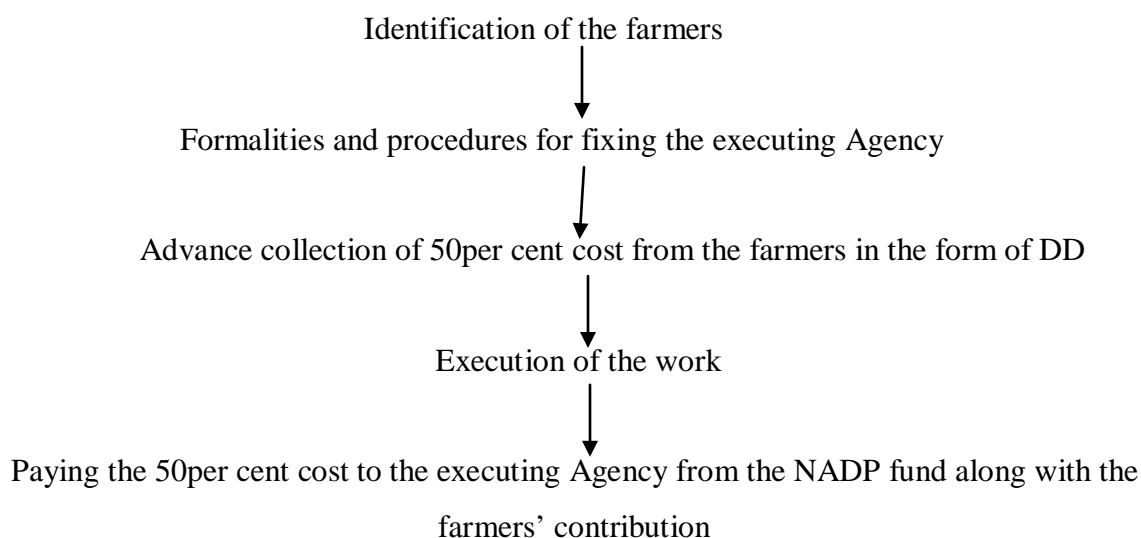 Identification of the farmers
Formalities and procedures for fixing the executing Agency
Advance collection of 50per cent cost from the farmers in the form of DD
Execution of the work
Paying the 50per cent cost to the executing Agency from the NADP fund along with the
farmers’ contribution